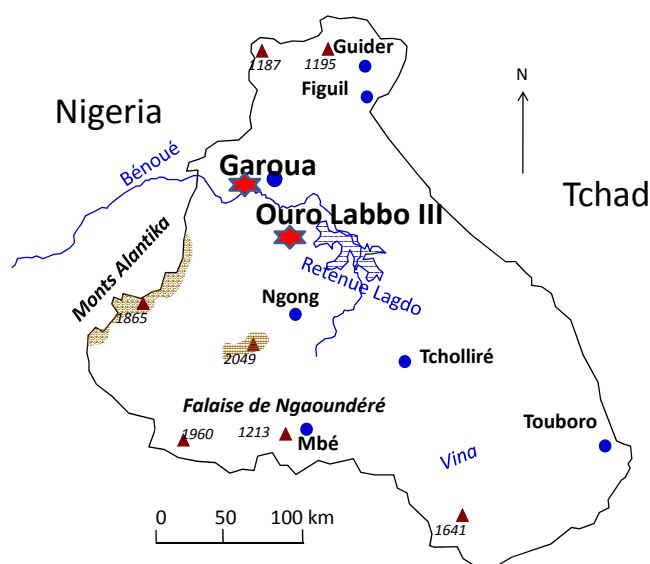 Guider
1187
1195
N
Figuil
Nigeria
Bénoué
Garoua
Tchad
Ouro Labbo III
Monts Alantika
Retenue Lagdo
Ngong
1865
2049
Tcholliré
Falaise de Ngaoundéré
1960
1213
Mbé
Touboro
Vina
0 50 100 km
1641